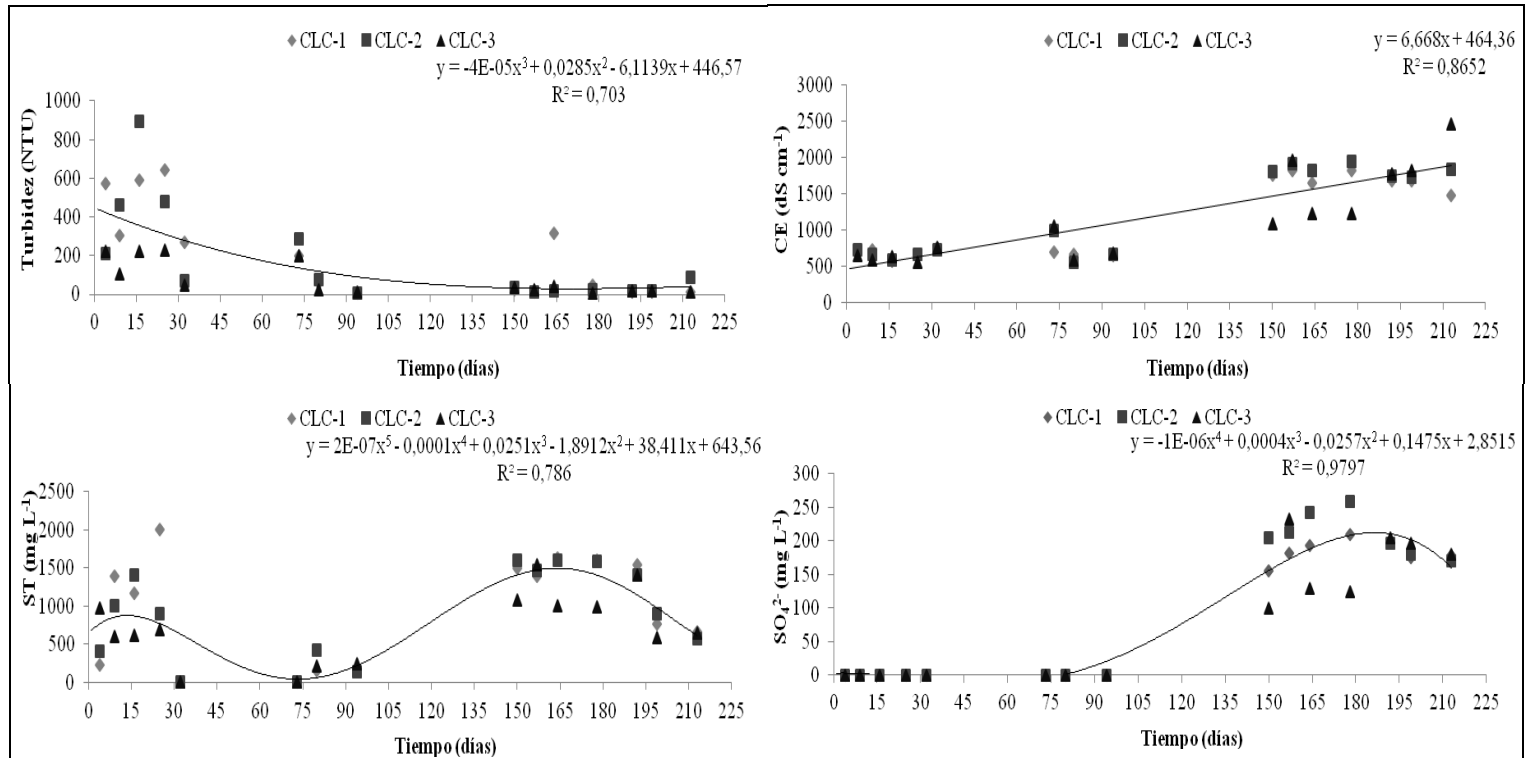 CLC-1 CLC-2 CLC-3
y = -4E-05x³ + 0,0285x² - 6,1139x + 446,57
R² = 0,703
Turbidez (NTU)
1000
800
600
400
200
0
0 15 30 45 60 75 90 105 120 135 150 165 180 195 210 225
Tiempo (días)
CLC-1 CLC-2 CLC-3
y = 6,668x + 464,36
R² = 0,8652
CE (dS cm⁻¹)
3000
2500
2000
1500
1000
500
0
0 15 30 45 60 75 90 105 120 135 150 165 180 195 210 225
Tiempo (días)
CLC-1 CLC-2 CLC-3
y = 2E-07x⁵ - 0,0001x⁴ + 0,0251x³ - 1,8912x² + 38,411x + 643,56
R² = 0,786
ST (mg L⁻¹)
2500
2000
1500
1000
500
0
0 15 30 45 60 75 90 105 120 135 150 165 180 195 210 225
Tiempo (días)
CLC-1 CLC-2 CLC-3
y = -1E-06x⁴ + 0,0004x³ - 0,0257x² + 0,1475x + 2,8515
R² = 0,9797
SO₄²⁻ (mg L⁻¹)
300
250
200
150
100
50
0
0 15 30 45 60 75 90 105 120 135 150 165 180 195 210 225
Tiempo (días)